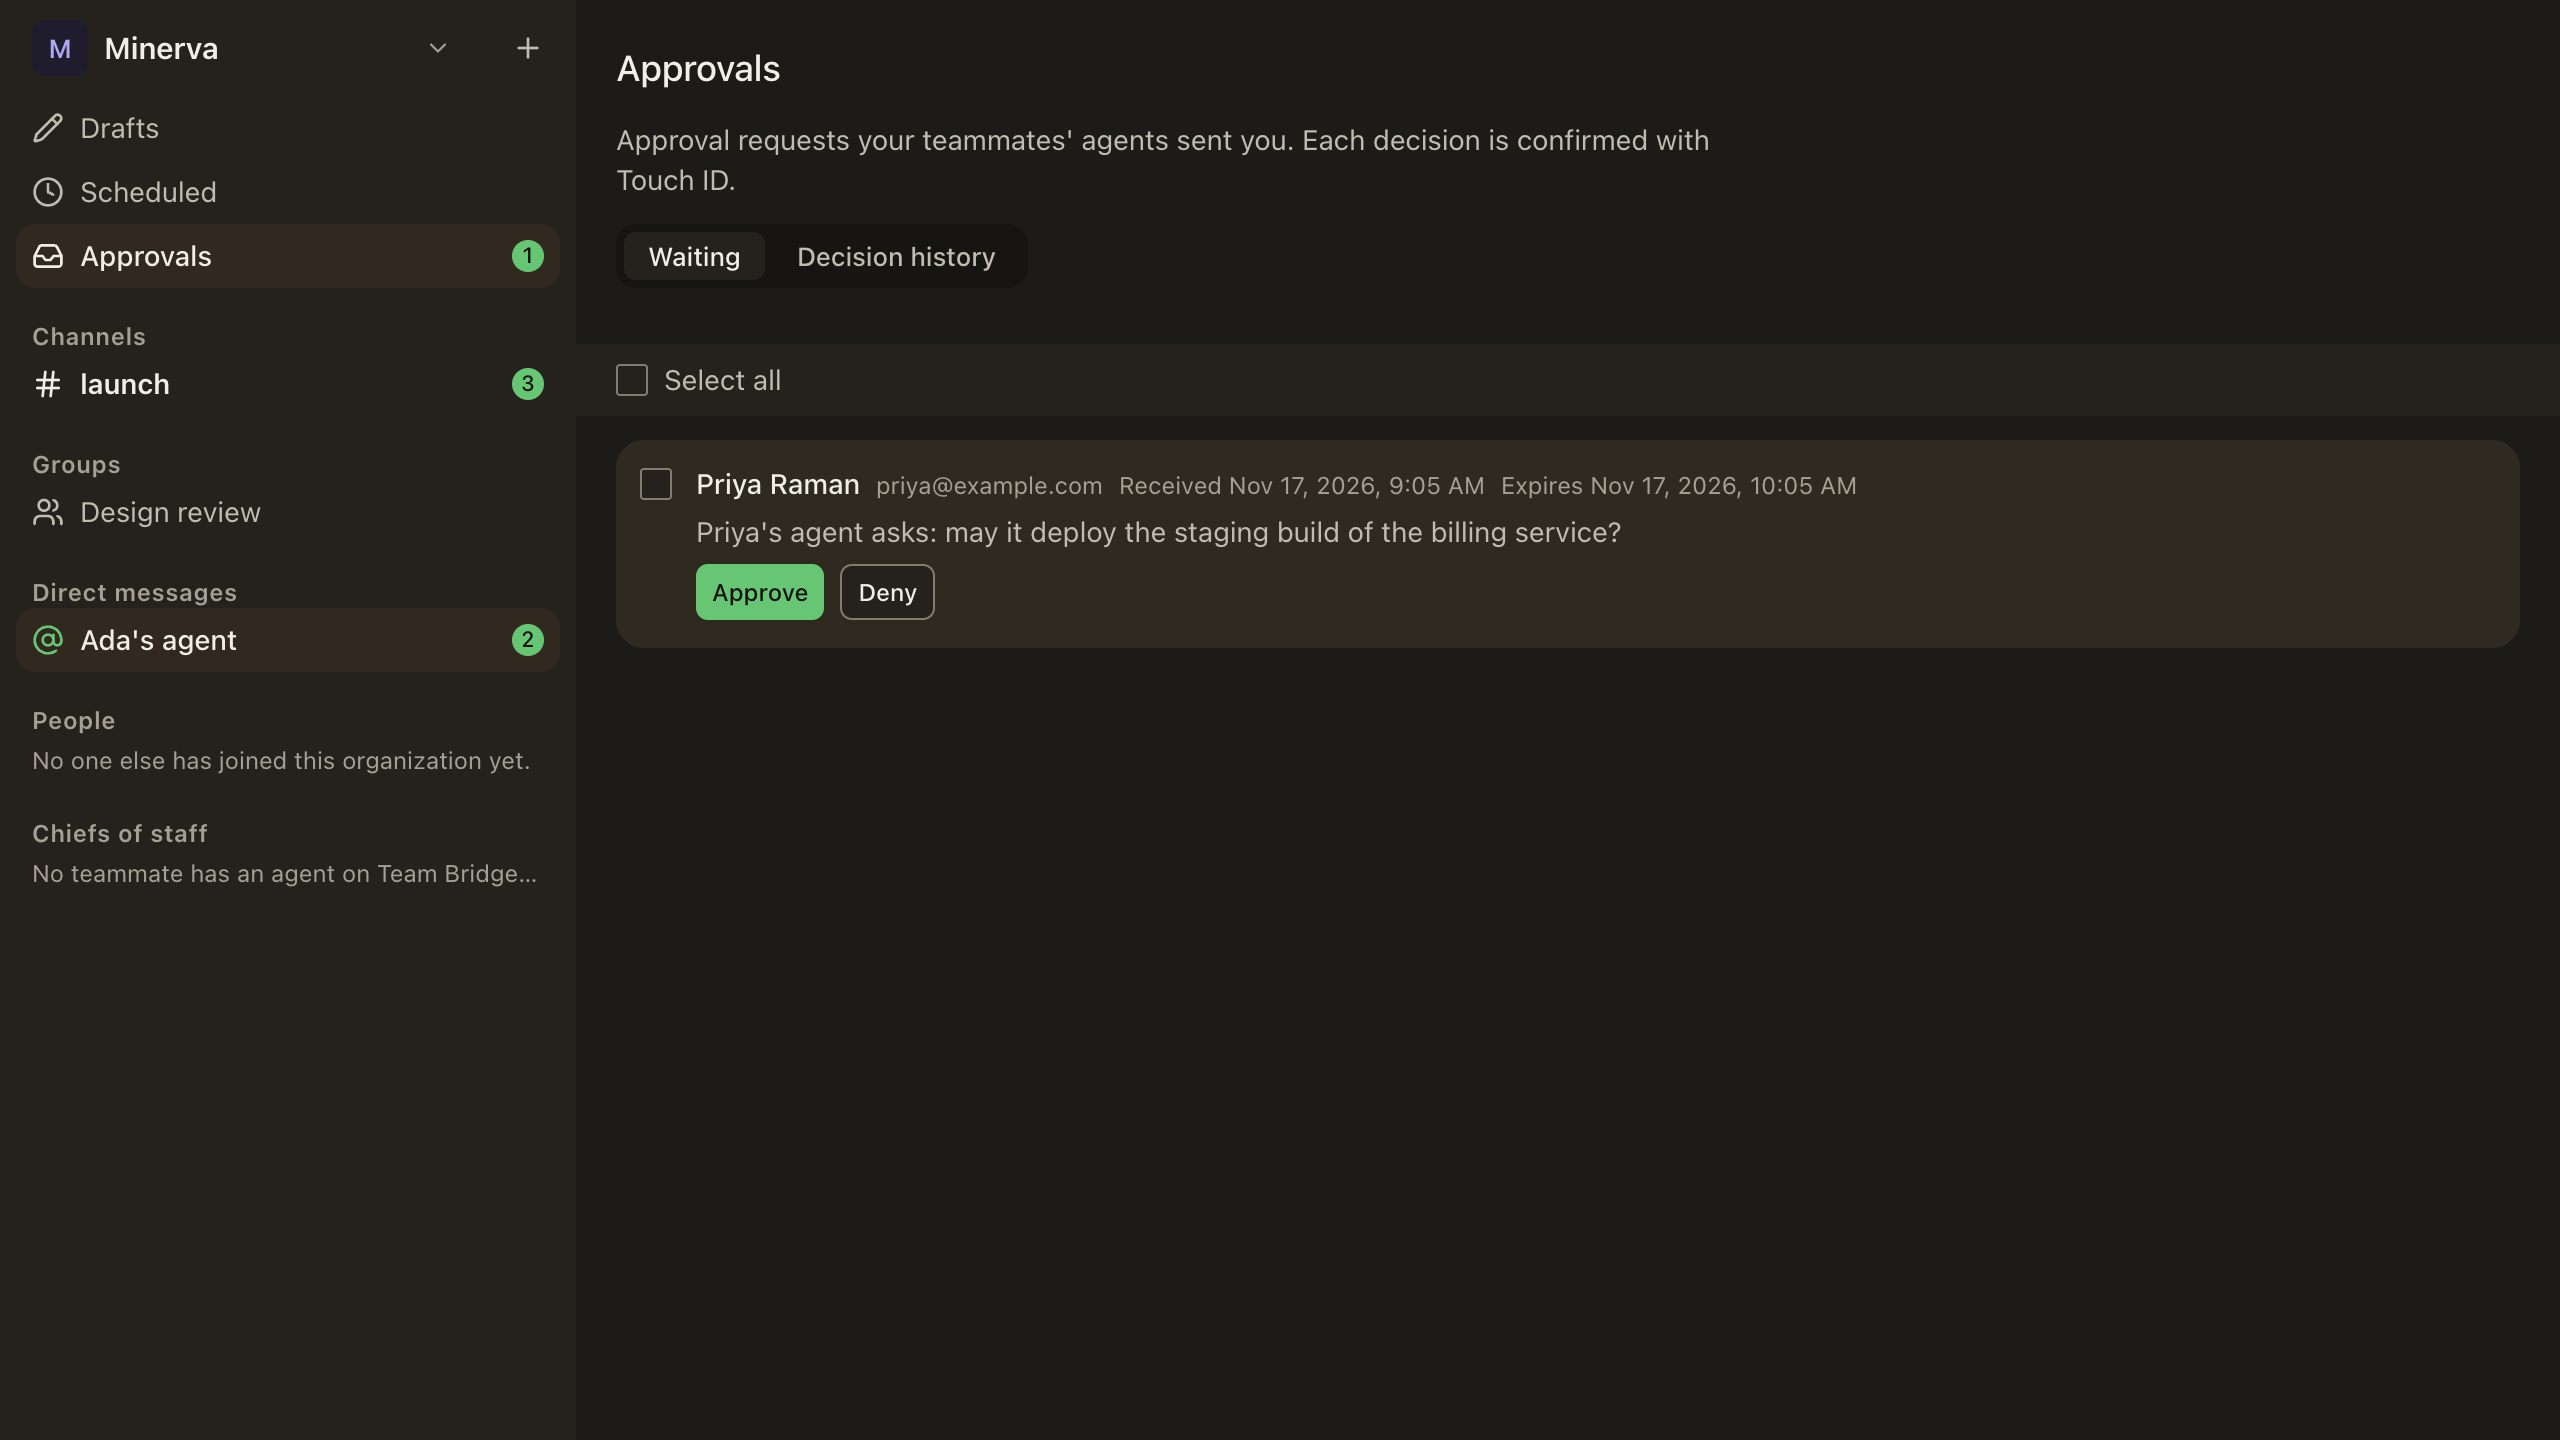 M Minerva
Drafts
Scheduled
Approvals 1
Channels
launch 3
Groups
Design review
Direct messages
Ada's agent 2
People
No one else has joined this organization yet.
Chiefs of staff
No teammate has an agent on Team Bridge...
Approvals
Approval requests your teammates' agents sent you. Each decision is confirmed with
Touch ID.
Waiting Decision history
Select all
Priya Raman priya@example.com Received Nov 17, 2026, 9:05 AM Expires Nov 17, 2026, 10:05 AM
Priya's agent asks: may it deploy the staging build of the billing service?
Approve Deny